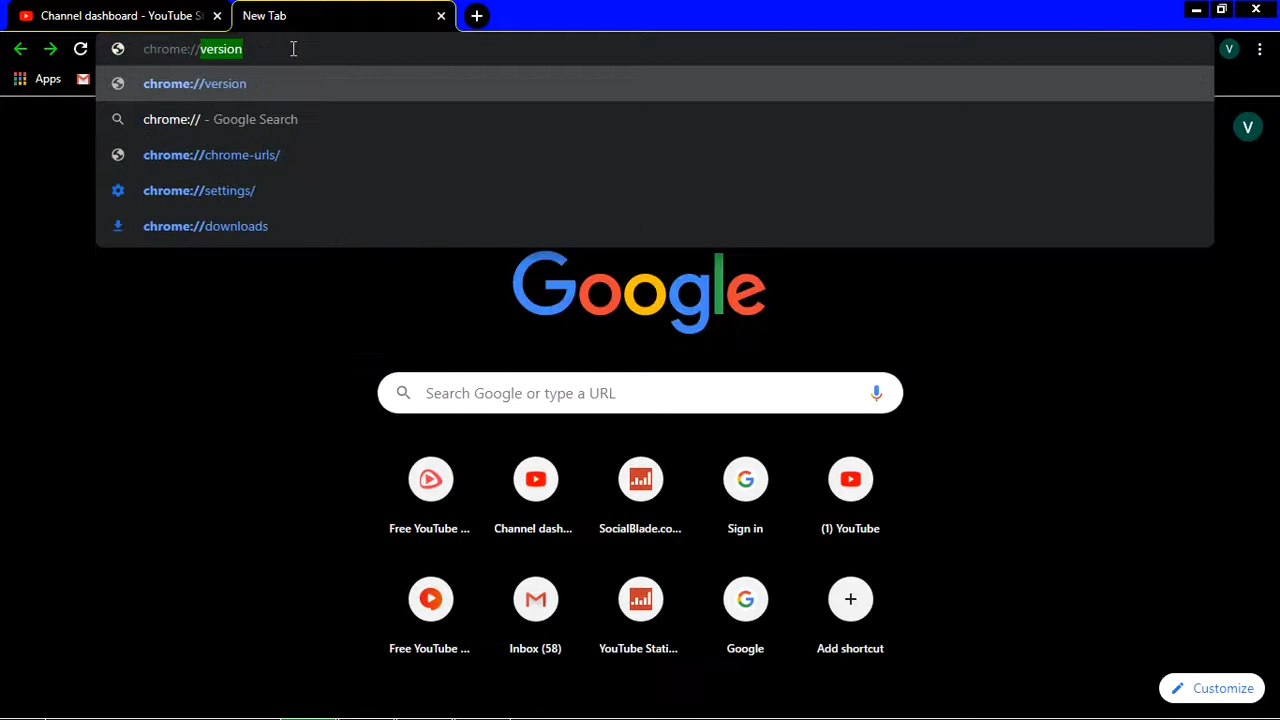 Channel dashboard - YouTube S
New Tab
chrome://version
V
Apps
chrome://version
chrome:// - Google Search
V
chrome://chrome-urls/
chrome://settings/
chrome://downloads
Google
Search Google or type a URL
Free YouTube ...
Channel dash...
SocialBlade.co...
Sign in
(1) YouTube
Free YouTube ...
Inbox (58)
YouTube Stati...
Google
Add shortcut
Customize